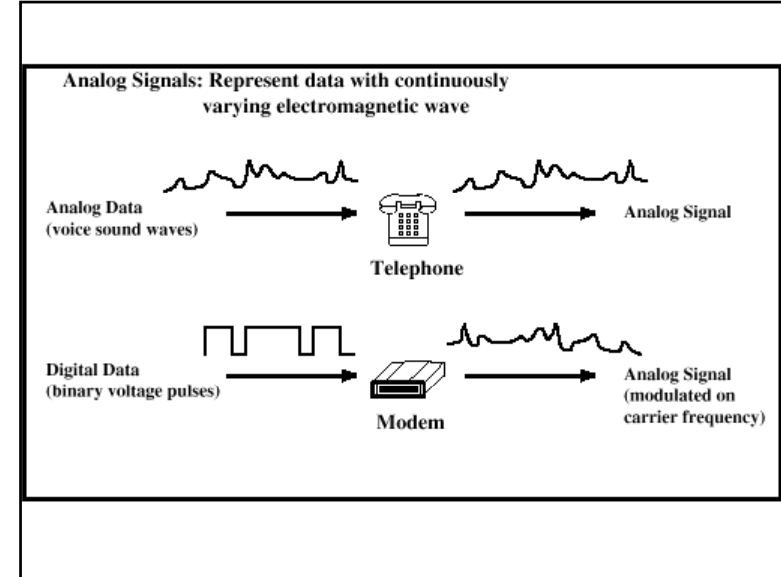 Analog Signals: Represent data with continuously
varying electromagnetic wave
Analog Data
(voice sound waves)
Telephone
Analog Signal
Digital Data
(binary voltage pulses)
Modem
Analog Signal
(modulated on
carrier frequency)